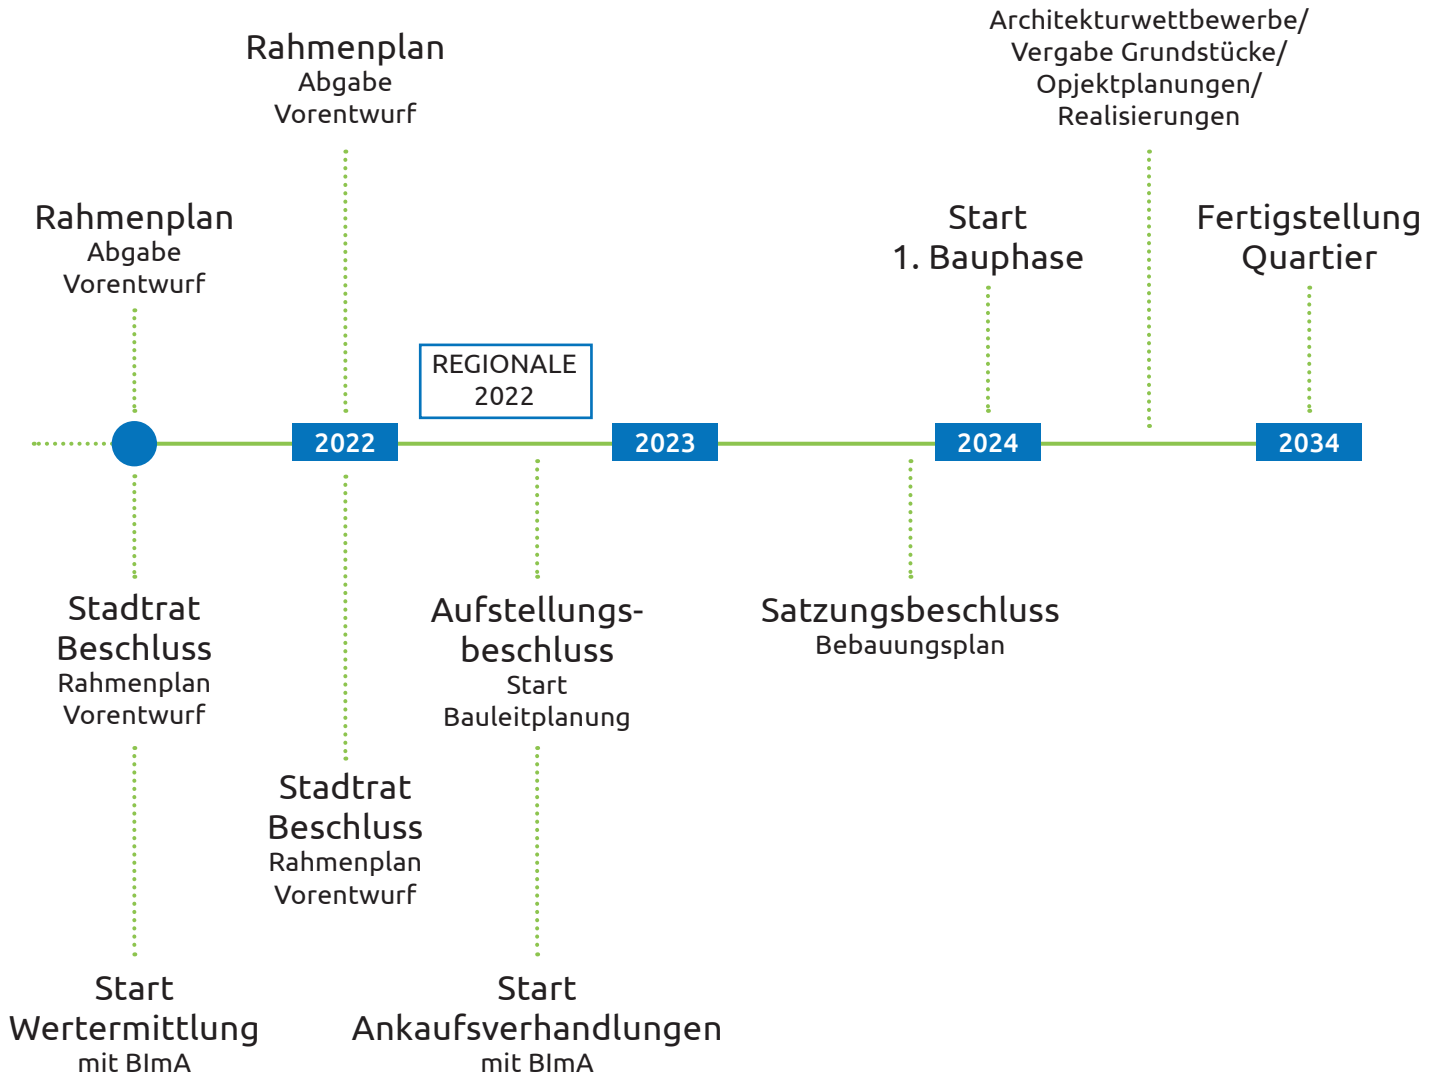 Architekturwettbewerbe/
Vergabe Grundstücke/
Opjektplanungen/
Realisierungen
Rahmenplan
Abgabe
Vorentwurf
Rahmenplan
Abgabe
Vorentwurf
Start
1. Bauphase
Fertigstellung
Quartier
REGIONALE
2022
2022
2023
2024
2034
Stadtrat
Beschluss
Rahmenplan
Vorentwurf
Aufstellungs-
beschluss
Start
Bauleitplanung
Satzungsbeschluss
Bebauungsplan
Stadtrat
Beschluss
Rahmenplan
Vorentwurf
Start
Wertermittlung
mit BImA
Start
Ankaufsverhandlungen
mit BImA